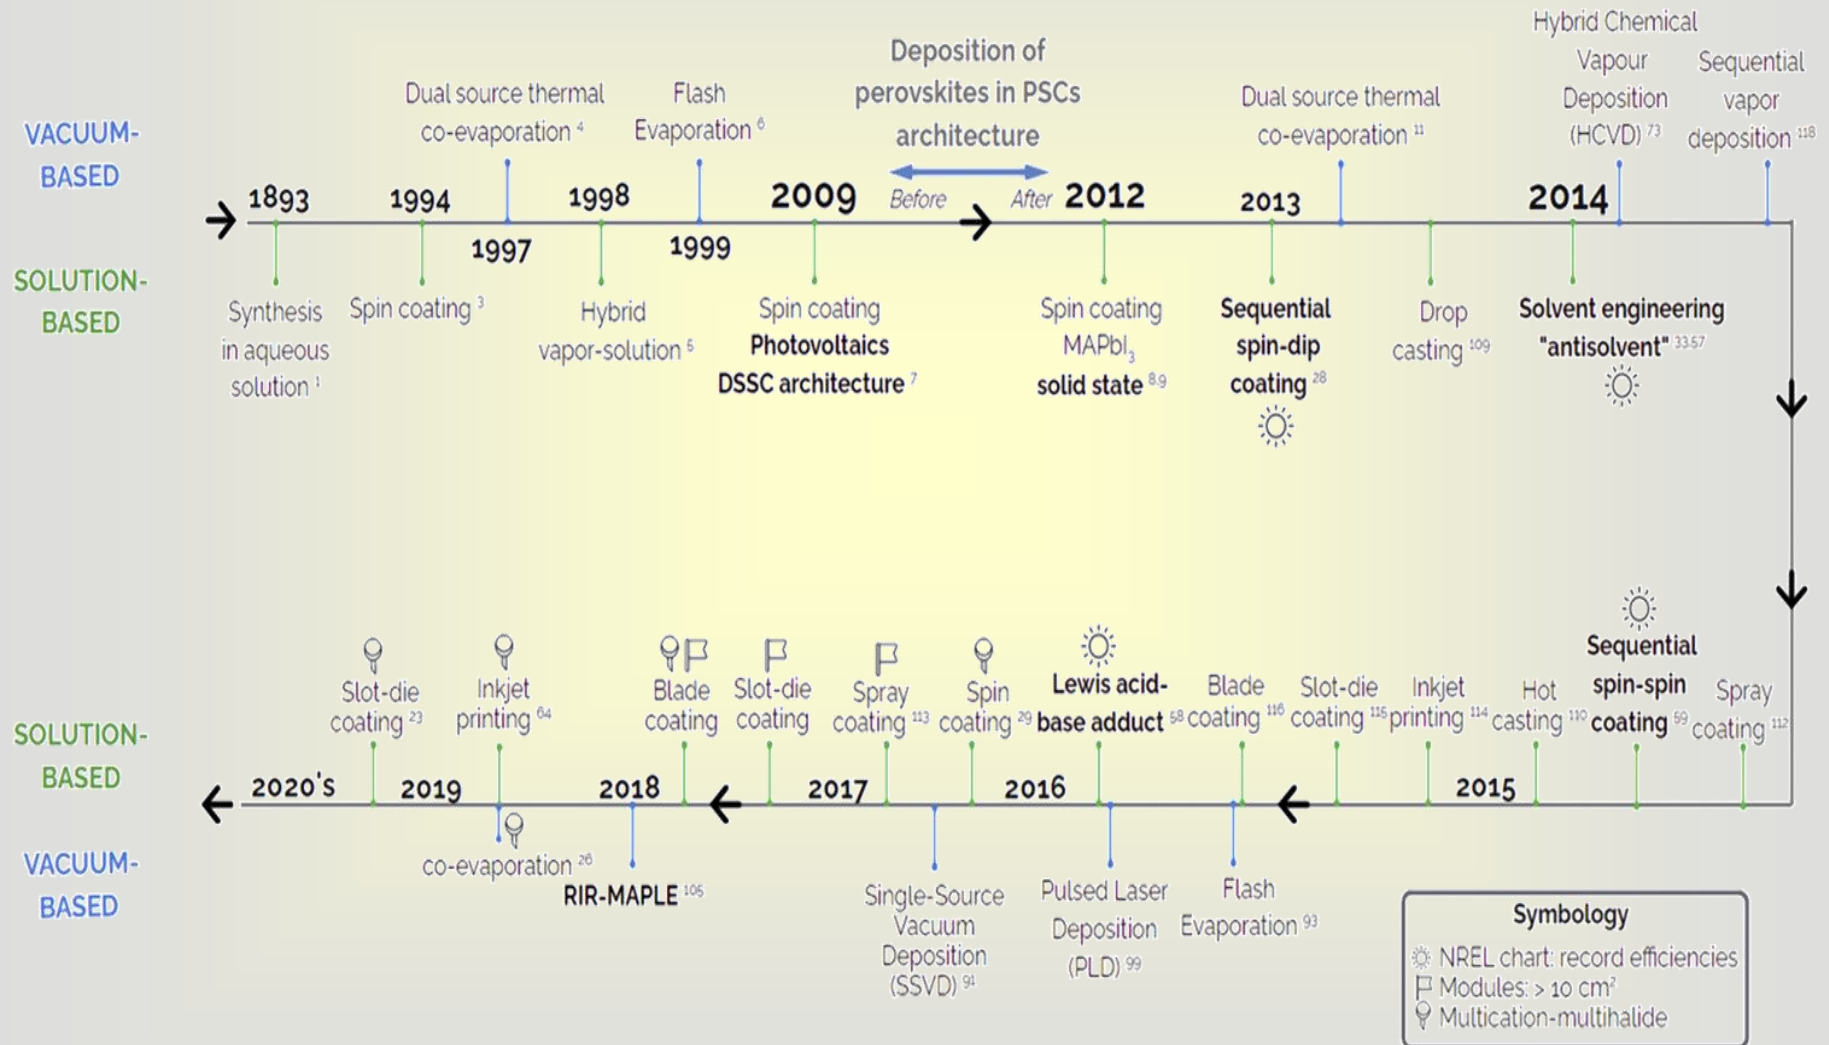 VACUUM-
BASED
SOLUTION-
BASED
Dual source thermal
co-evaporation 4
Flash
Evaporation 6
Deposition of
perovskites in PSCs
architecture
Before
After
Dual source thermal
co-evaporation 11
Hybrid Chemical
Vapour
Deposition
(HCVD) 73
Sequential
vapor
deposition 118
1893
1994
1997
1998
1999
2009
2012
2013
2014
Synthesis
in aqueous
solution 1
Spin coating 3
Hybrid
vapor-solution 5
Spin coating
Photovoltaics
DSSC architecture 7
Spin coating
MAPbI3
solid state 8,9
Sequential
spin-dip
coating 28
Drop
casting 109
Solvent engineering
"antisolvent" 33,57
SOLUTION-
BASED
VACUUM-
BASED
Slot-die
coating 23
Inkjet
printing 64
Blade
coating
Slot-die
coating
Spray
coating 113
Spin
coating 29
Lewis acid-
base adduct 58
Blade
coating 116
Slot-die
coating 115
Inkjet
printing 114
Hot
casting 110
Sequential
spin-spin
coating 59
Spray
coating 112
2020's
2019
2018
2017
2016
2015
co-evaporation 26
RIR-MAPLE 105
Single-Source
Vacuum
Deposition
(SSVD) 94
Pulsed Laser
Deposition
(PLD) 99
Flash
Evaporation 93
Symbology
NREL chart: record efficiencies
Modules: > 10 cm2
Multication-multihalide